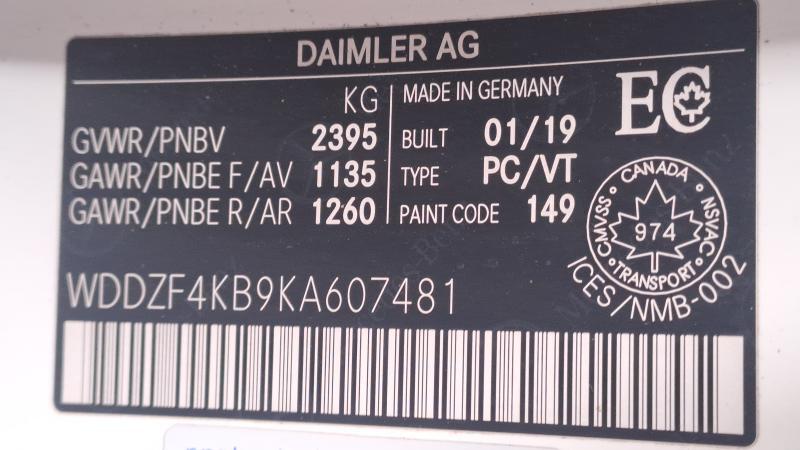 DAIMLER AG
KG
GVWR/PNBV 2395
GAWR/PNBE F/AV 1135
GAWR/PNBE R/AR 1260
MADE IN GERMANY
BUILT 01/19
TYPE PC/VT
PAINT CODE 149
EC
CANADA
CMVSS NSVAC
974
TRANSPORT
ICES/NMB-002
WDDZF4KB9KA607481